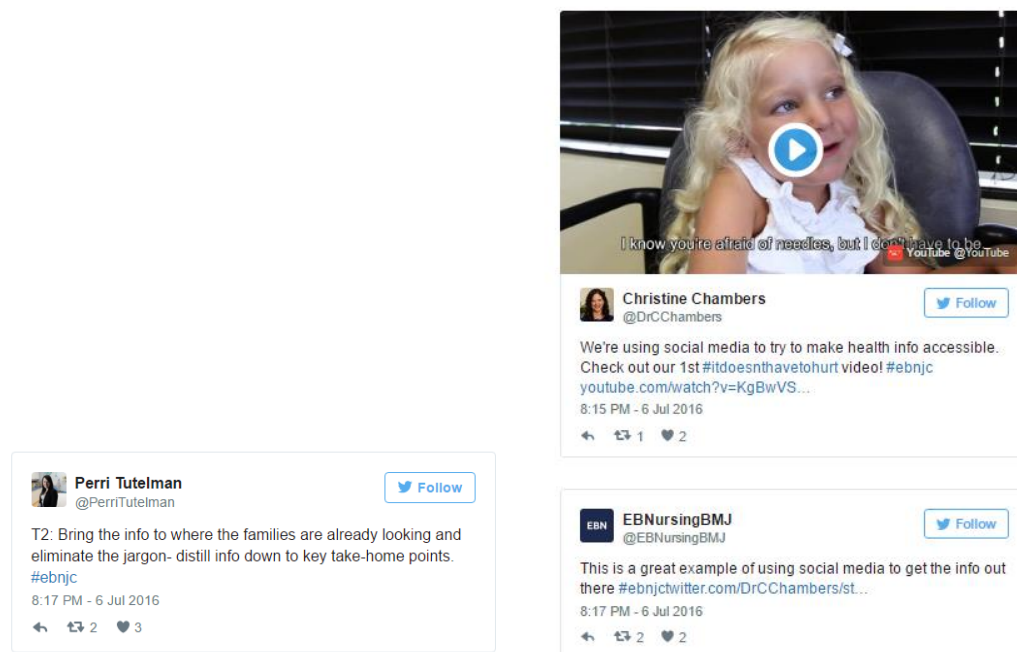 Perri Tutelman
@PerriTutelman
Follow
T2: Bring the info to where the families are already looking and
eliminate the jargon- distill info down to key take-home points.
#ebnjc
8:17 PM - 6 Jul 2016
2 3
I know you're afraid of needles, but I don't have to be
YouTube @YouTube
Christine Chambers
@DrCChambers
Follow
We're using social media to try to make health info accessible.
Check out our 1st #itdoesnthavetohurt video! #ebnjc
youtube.com/watch?v=KgBwVS...
8:15 PM - 6 Jul 2016
1 2
EBN
EBNursingBMJ
@EBNursingBMJ
Follow
This is a great example of using social media to get the info out
there #ebnjctwitter.com/DrCChambers/st...
8:17 PM - 6 Jul 2016
2 2